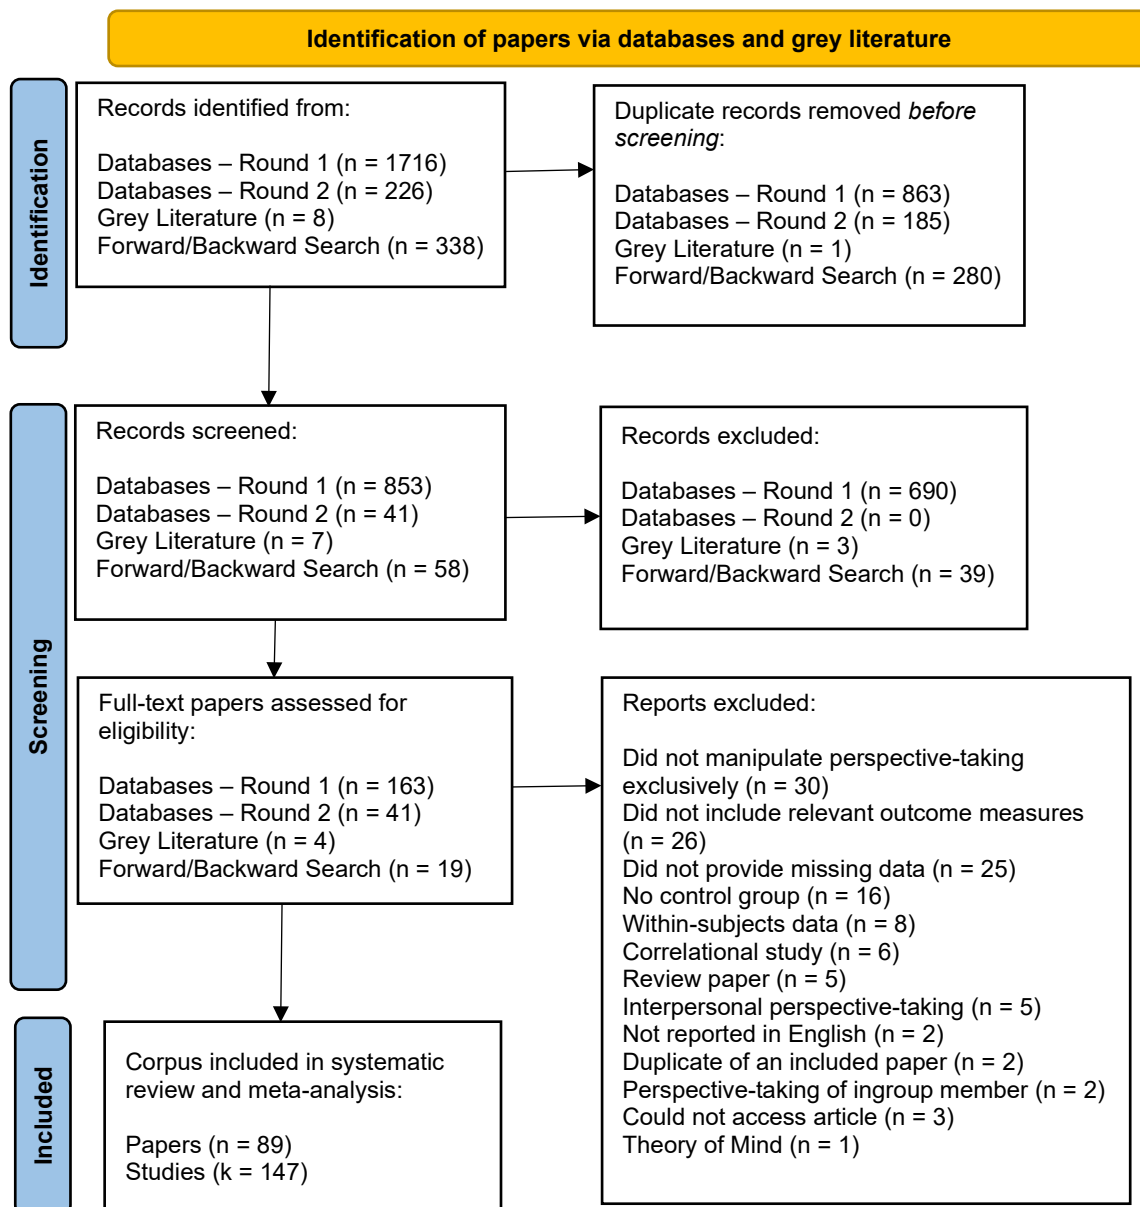 Identification of papers via databases and grey literature
Identification
Records identified from:
Databases – Round 1 (n = 1716)
Databases – Round 2 (n = 226)
Grey Literature (n = 8)
Forward/Backward Search (n = 338)
Duplicate records removed before
screening:
Databases – Round 1 (n = 863)
Databases – Round 2 (n = 185)
Grey Literature (n = 1)
Forward/Backward Search (n = 280)
Screening
Records screened:
Databases – Round 1 (n = 853)
Databases – Round 2 (n = 41)
Grey Literature (n = 7)
Forward/Backward Search (n = 58)
Records excluded:
Databases – Round 1 (n = 690)
Databases – Round 2 (n = 0)
Grey Literature (n = 3)
Forward/Backward Search (n = 39)
Full-text papers assessed for
eligibility:
Databases – Round 1 (n = 163)
Databases – Round 2 (n = 41)
Grey Literature (n = 4)
Forward/Backward Search (n = 19)
Reports excluded:
Did not manipulate perspective-taking
exclusively (n = 30)
Did not include relevant outcome measures
(n = 26)
Did not provide missing data (n = 25)
No control group (n = 16)
Within-subjects data (n = 8)
Correlational study (n = 6)
Review paper (n = 5)
Interpersonal perspective-taking (n = 5)
Not reported in English (n = 2)
Duplicate of an included paper (n = 2)
Perspective-taking of ingroup member (n = 2)
Could not access article (n = 3)
Theory of Mind (n = 1)
Included
Corpus included in systematic
review and meta-analysis:
Papers (n = 89)
Studies (k = 147)